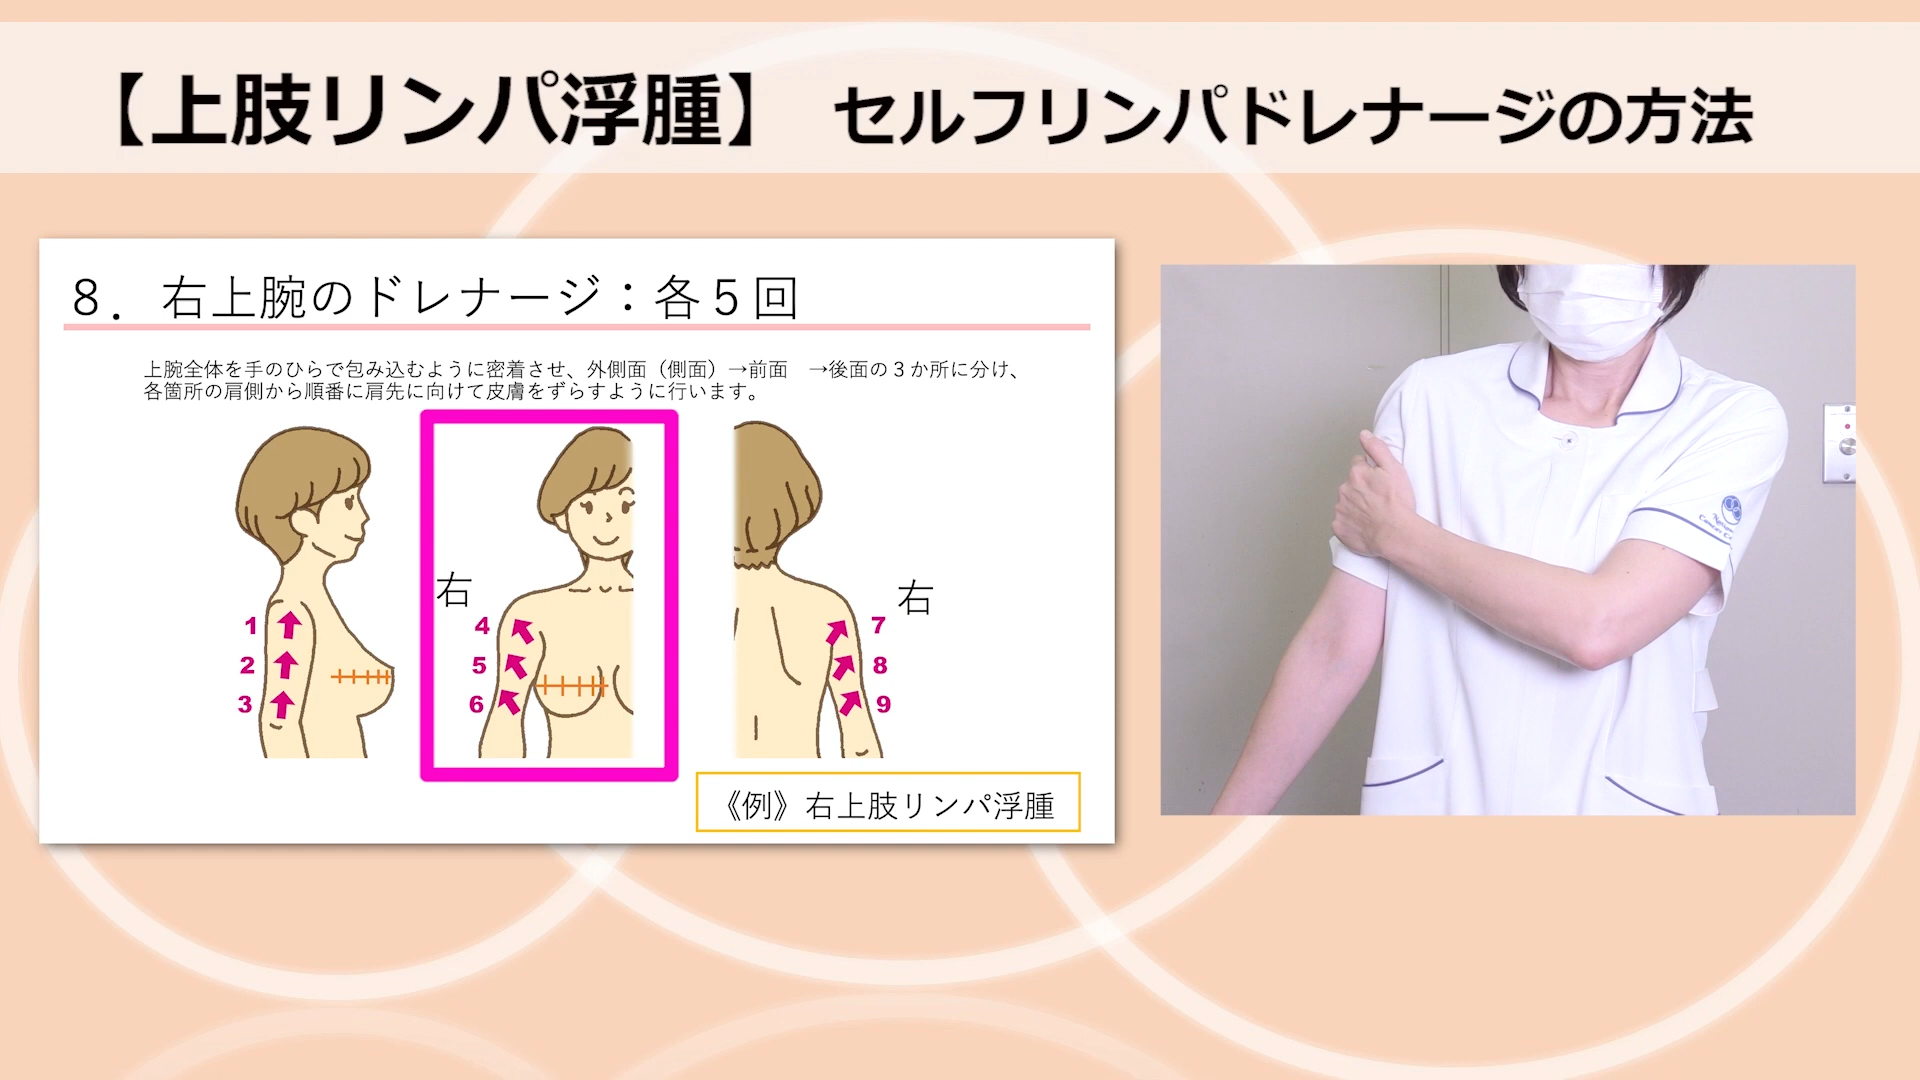 【上肢リンパ浮腫】 セルフリンパドレナージの方法
8． 右上腕のドレナージ：各５回
上腕全体を手のひらで包み込むように密着させ、外側面（側面）→前面　→後面の３か所に分け、
各箇所の肩側から順番に肩先に向けて皮膚をずらすように行います。
右
右
1
2
3
4
5
6
7
8
9
《例》右上肢リンパ浮腫